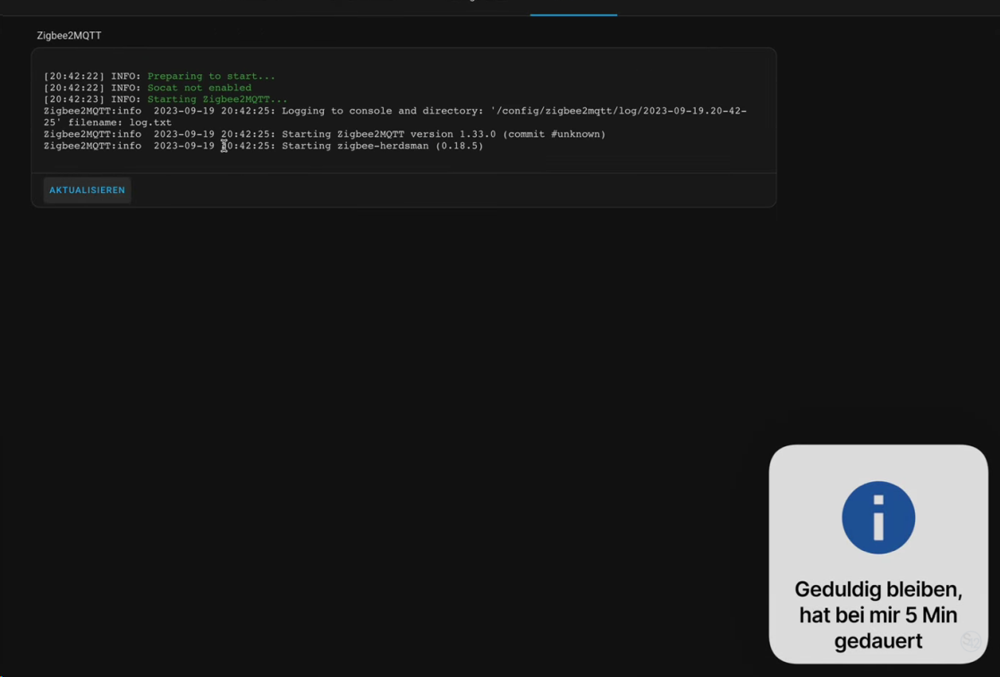 Zigbee2MQTT
[20:42:22] INFO: Preparing to start...
[20:42:22] INFO: Socat not enabled
[20:42:23] INFO: Starting Zigbee2MQTT...
Zigbee2MQTT:info  2023-09-19 20:42:25: Logging to console and directory: '/config/zigbee2mqtt/log/2023-09-19.20-42-
25' filename: log.txt
Zigbee2MQTT:info  2023-09-19 20:42:25: Starting Zigbee2MQTT version 1.33.0 (commit #unknown)
Zigbee2MQTT:info  2023-09-19 20:42:25: Starting zigbee-herdsman (0.18.5)
AKTUALISIEREN
Geduldig bleiben,
hat bei mir 5 Min
gedauert